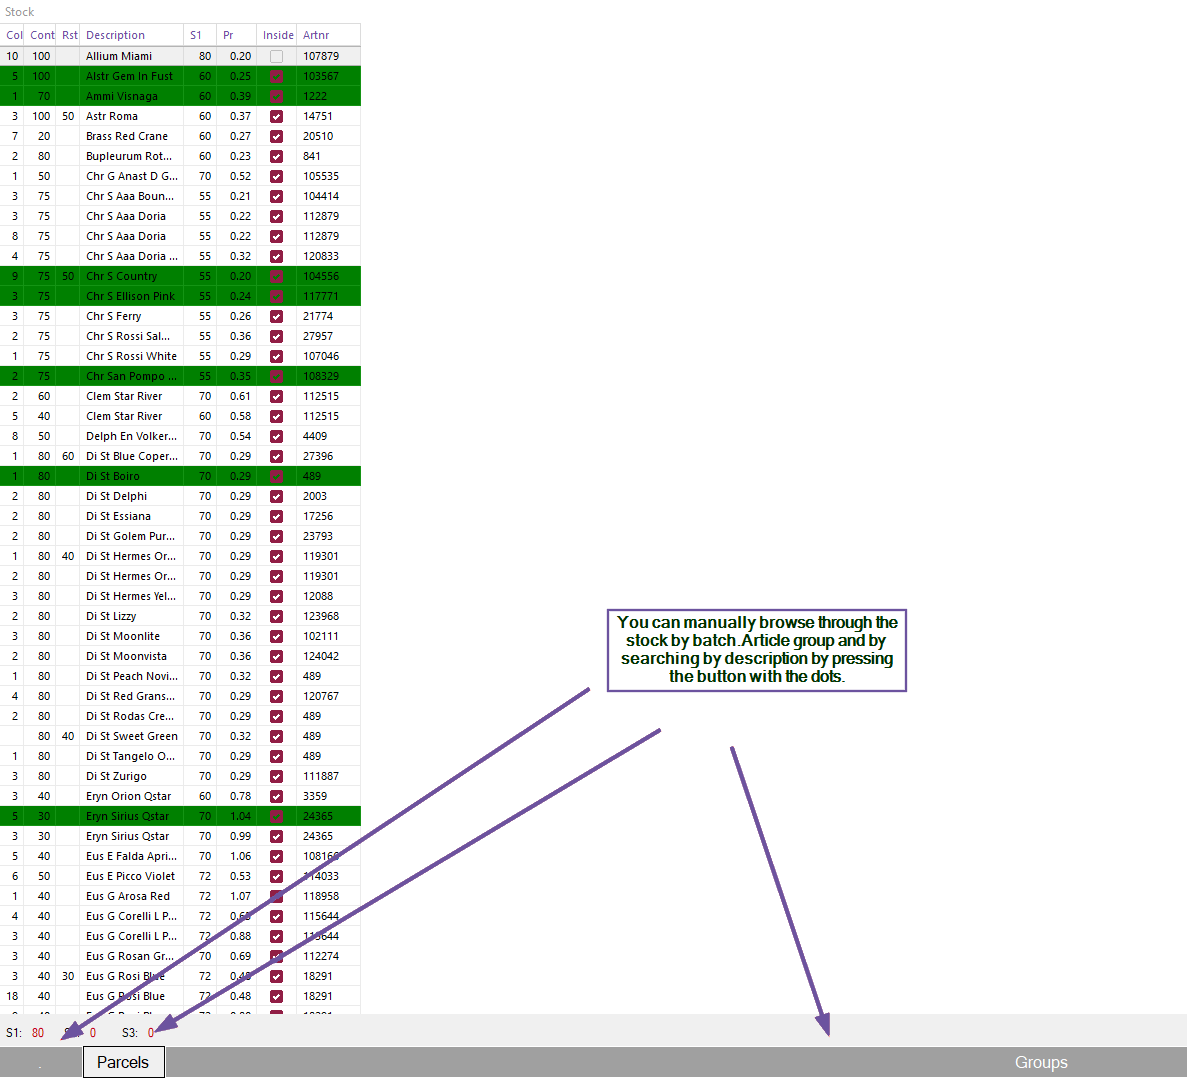 Stock
Col Cont Rst Description S1 Pr Inside Artnr
10 100 Allium Miami 80 0.20 107879
5 100 Alstr Gem In Fust 60 0.25 103567
1 70 Ammi Visnaga 60 0.39 1222
3 100 50 Astr Roma 60 0.37 14751
7 20 Brass Red Crane 60 0.27 20510
2 80 Bupleurum Rot... 60 0.23 841
1 50 Chr G Anast D G... 70 0.52 105535
3 75 Chr S Aaa Boun... 55 0.21 104414
3 75 Chr S Aaa Doria 55 0.22 112879
8 75 Chr S Aaa Doria 55 0.22 112879
4 75 Chr S Aaa Doria ... 55 0.32 120833
9 75 50 Chr S Country 55 0.20 104556
3 75 Chr S Ellison Pink 55 0.24 117771
3 75 Chr S Ferry 55 0.26 21774
2 75 Chr S Rossi Sal... 55 0.36 27957
1 75 Chr S Rossi White 55 0.29 107046
2 75 Chr San Pompo ... 55 0.35 108329
2 60 Clem Star River 70 0.61 112515
5 40 Clem Star River 60 0.58 112515
8 50 Delph En Volker... 70 0.54 4409
1 80 60 Di St Blue Coper... 70 0.29 27396
1 80 Di St Boiro 70 0.29 489
2 80 Di St Delphi 70 0.29 2003
2 80 Di St Essiana 70 0.29 17256
2 80 Di St Golem Pur... 70 0.29 23793
1 80 40 Di St Hermes Or... 70 0.29 119301
2 80 Di St Hermes Or... 70 0.29 119301
3 80 Di St Hermes Yel... 70 0.29 12088
2 80 Di St Lizzy 70 0.32 123968
3 80 Di St Moonlite 70 0.36 102111
2 80 Di St Moonvista 70 0.36 124042
1 80 Di St Peach Novi... 70 0.32 489
4 80 Di St Red Grans... 70 0.29 120767
2 80 Di St Rodas Cre... 70 0.29 489
80 40 Di St Sweet Green 70 0.32 489
1 80 Di St Tangelo O... 70 0.29 489
3 80 Di St Zurigo 70 0.29 111887
3 40 Eryn Orion Qstar 60 0.78 3359
5 30 Eryn Sirius Qstar 70 1.04 24365
3 30 Eryn Sirius Qstar 70 0.99 24365
5 40 Eus E Falda Apri... 70 1.06 108166
6 50 Eus E Picco Violet 72 0.53 114033
1 40 Eus G Arosa Red 72 1.07 118958
4 40 Eus G Corelli L P... 72 115644
3 40 Eus G Corelli L P... 72 0.88 115644
3 40 Eus G Rosan Gr... 70 0.69 112274
3 40 30 Eus G Rosi Blue 72 0.48 18291
18 40 Eus G Rosi Blue 72 0.48 18291
You can manually browse through the
stock by batch.Article group and by
searching by description by pressing
the button with the dots.
S1: 80 0 S3: 0
. Parcels Groups